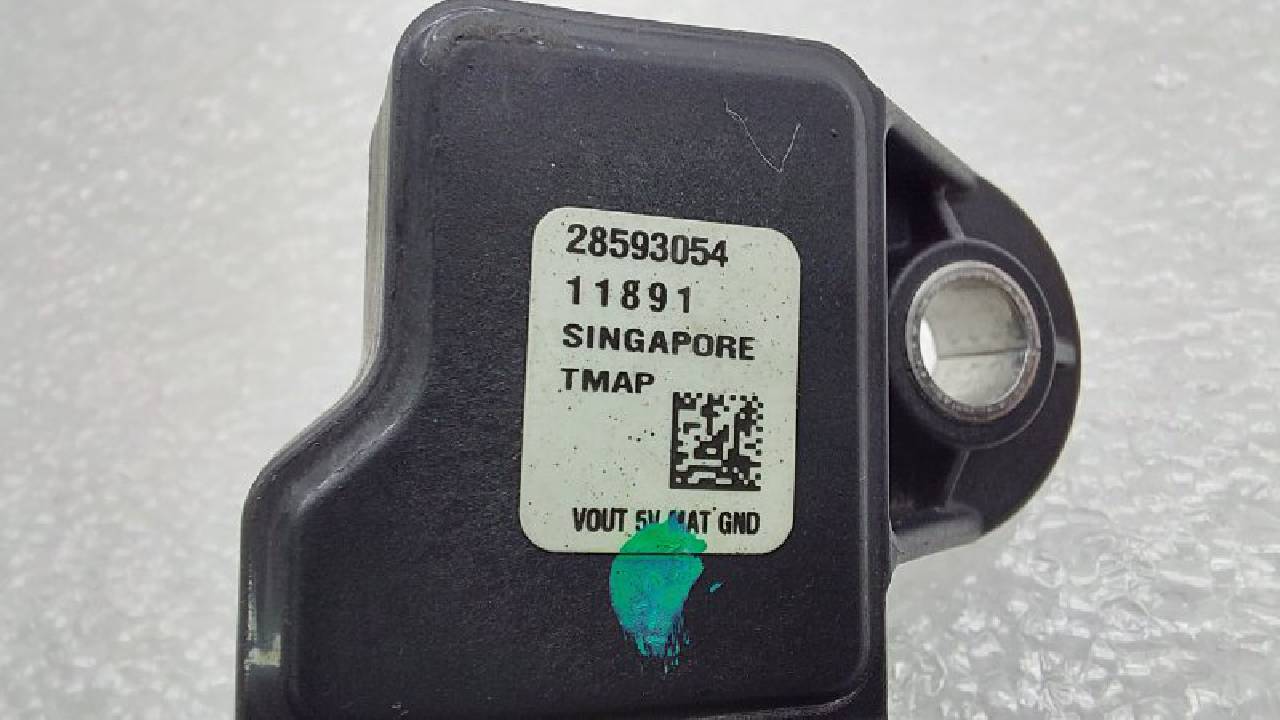 28593054
11891
SINGAPORE
TMAP
VOUT 5V MAT GND